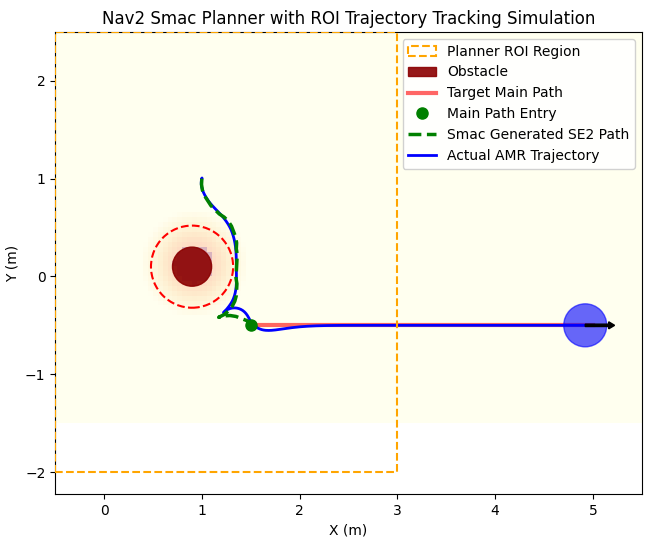 Nav2 Smac Planner with ROI Trajectory Tracking Simulation
Planner ROI Region
Obstacle
Target Main Path
Main Path Entry
Smac Generated SE2 Path
Actual AMR Trajectory
2
1
0
−1
−2
Y (m)
0
1
2
3
4
5
X (m)